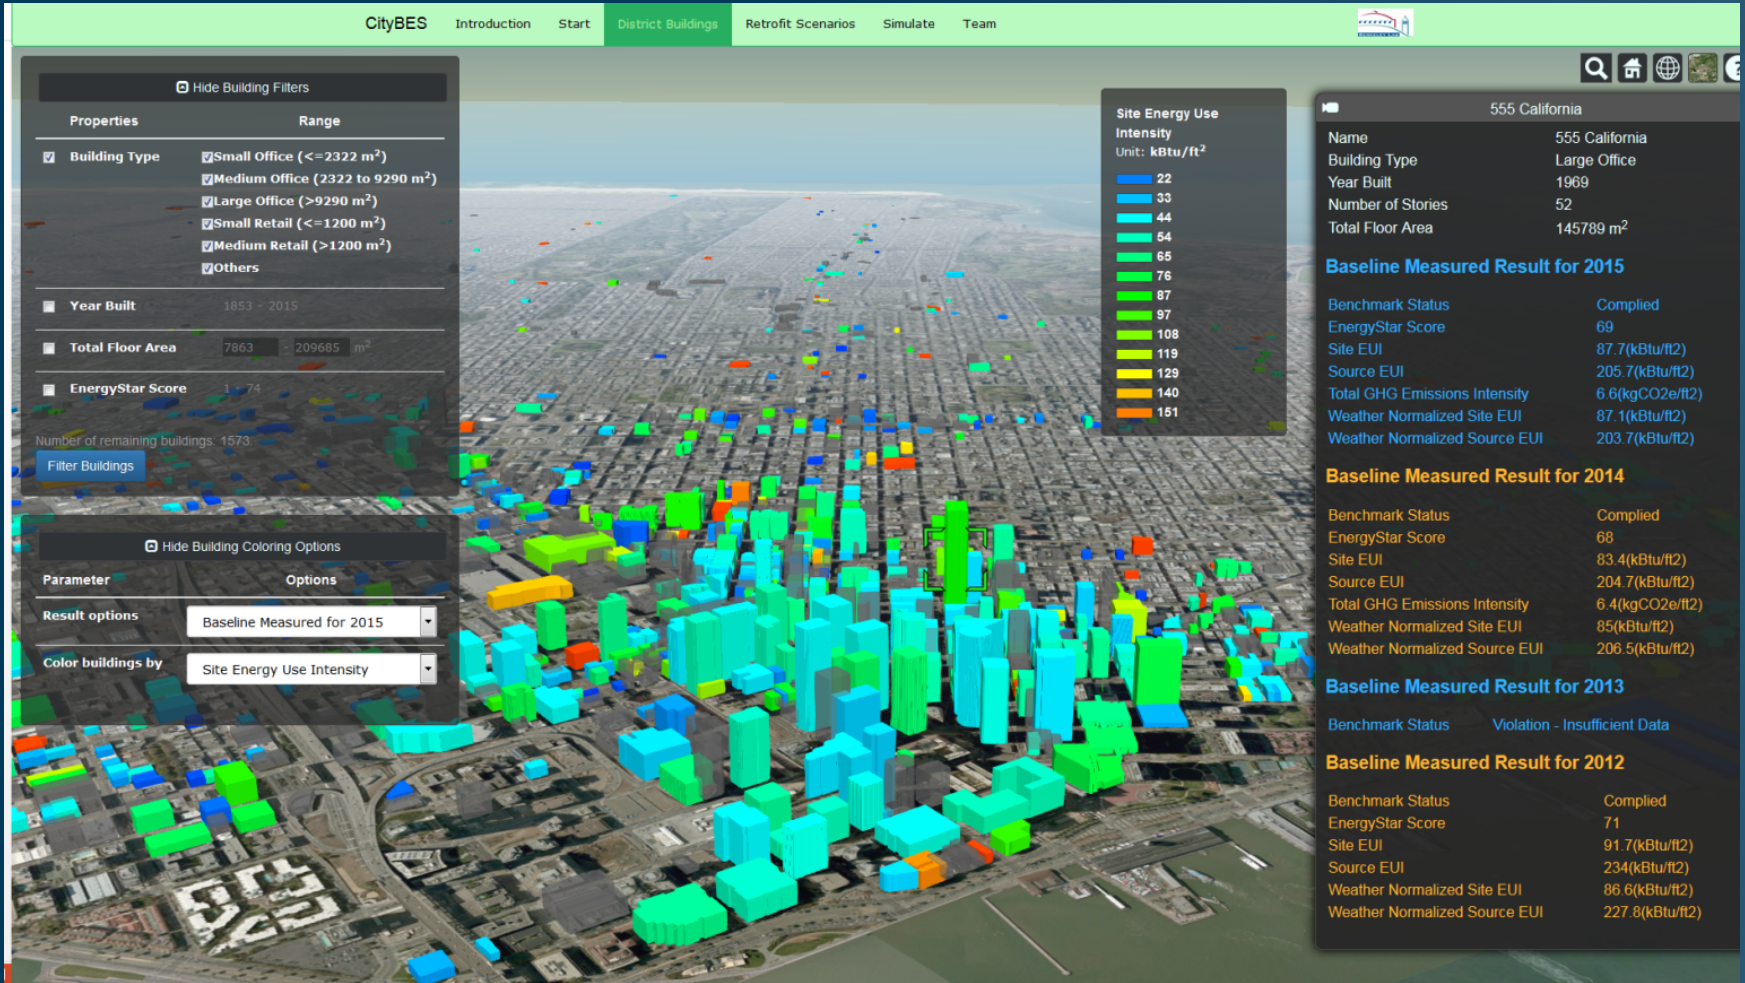 CityBES Introduction Start District Buildings Retrofit Scenarios Simulate Team
Hide Building Filters
Properties Range
Building Type
Small Office (<=2322 m²)
Medium Office (2322 to 9290 m²)
Large Office (>9290 m²)
Small Retail (<=1200 m²)
Medium Retail (>1200 m²)
Others
Year Built 1853 - 2015
Total Floor Area 7863 - 209685 m²
EnergyStar Score 1 - 74
Number of remaining buildings: 1573
Filter Buildings
Hide Building Coloring Options
Parameter Options
Result options Baseline Measured for 2015
Color buildings by Site Energy Use Intensity
Site Energy Use
Intensity
Unit: kBtu/ft²
22
33
44
54
65
76
87
97
108
119
129
140
151
?
555 California
Name 555 California
Building Type Large Office
Year Built 1969
Number of Stories 52
Total Floor Area 145789 m²
Baseline Measured Result for 2015
Benchmark Status Complied
EnergyStar Score 69
Site EUI 87.7(kBtu/ft2)
Source EUI 205.7(kBtu/ft2)
Total GHG Emissions Intensity 6.6(kgCO2e/ft2)
Weather Normalized Site EUI 87.1(kBtu/ft2)
Weather Normalized Source EUI 203.7(kBtu/ft2)
Baseline Measured Result for 2014
Benchmark Status Complied
EnergyStar Score 68
Site EUI 83.4(kBtu/ft2)
Source EUI 204.7(kBtu/ft2)
Total GHG Emissions Intensity 6.4(kgCO2e/ft2)
Weather Normalized Site EUI 85(kBtu/ft2)
Weather Normalized Source EUI 206.5(kBtu/ft2)
Baseline Measured Result for 2013
Benchmark Status Violation - Insufficient Data
Baseline Measured Result for 2012
Benchmark Status Complied
EnergyStar Score 71
Site EUI 91.7(kBtu/ft2)
Source EUI 234(kBtu/ft2)
Weather Normalized Site EUI 86.6(kBtu/ft2)
Weather Normalized Source EUI 227.8(kBtu/ft2)